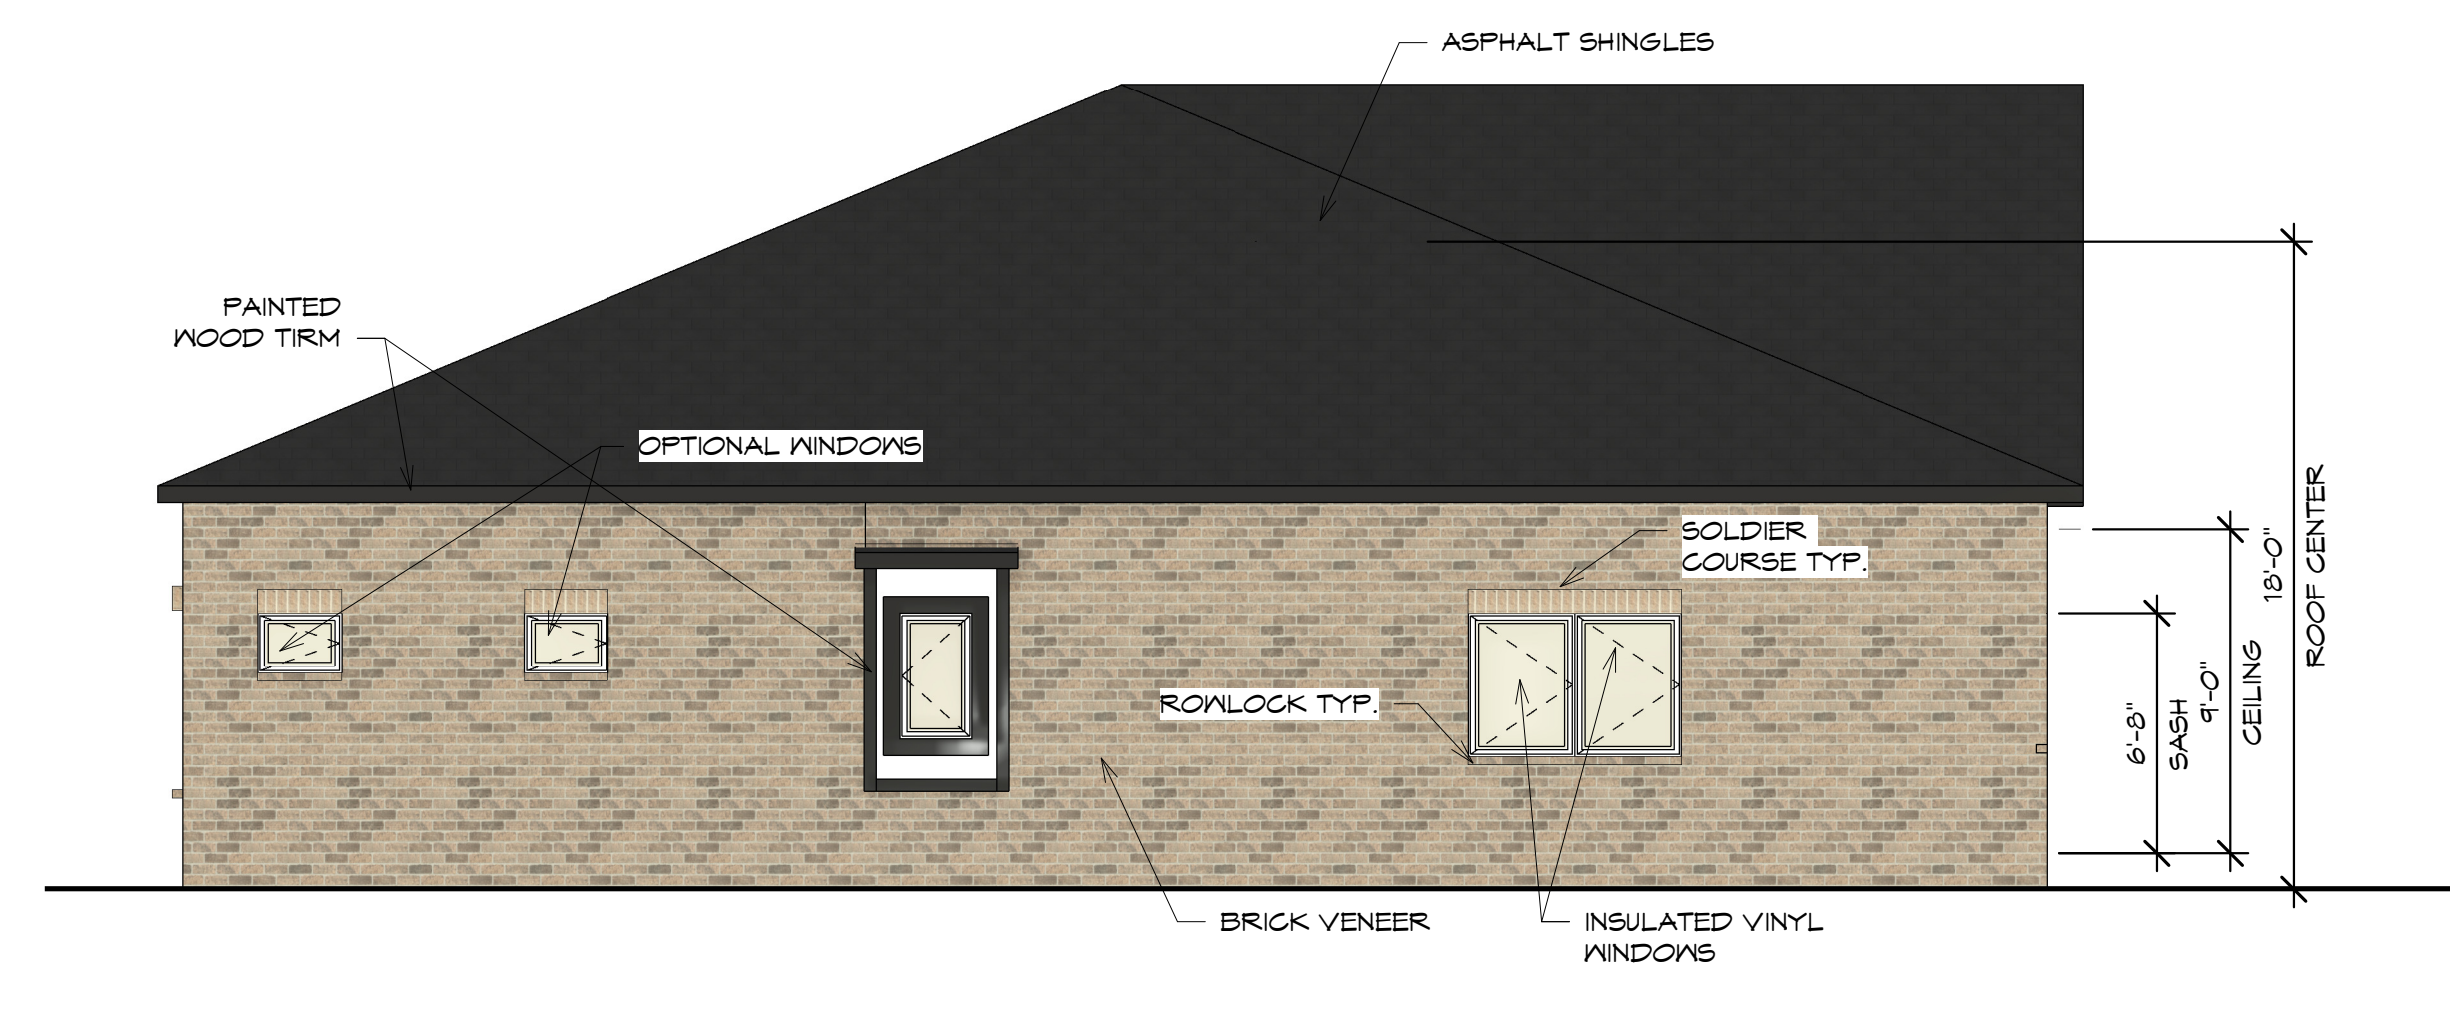 ASPHALT SHINGLES
PAINTED
WOOD TIRM
OPTIONAL WINDOWS
SOLDIER
COURSE TYP.
ROWLOCK TYP.
BRICK VENEER
INSULATED VINYL
WINDOWS
6'-8"
SASH
9'-0"
CEILING
18'-0"
ROOF CENTER